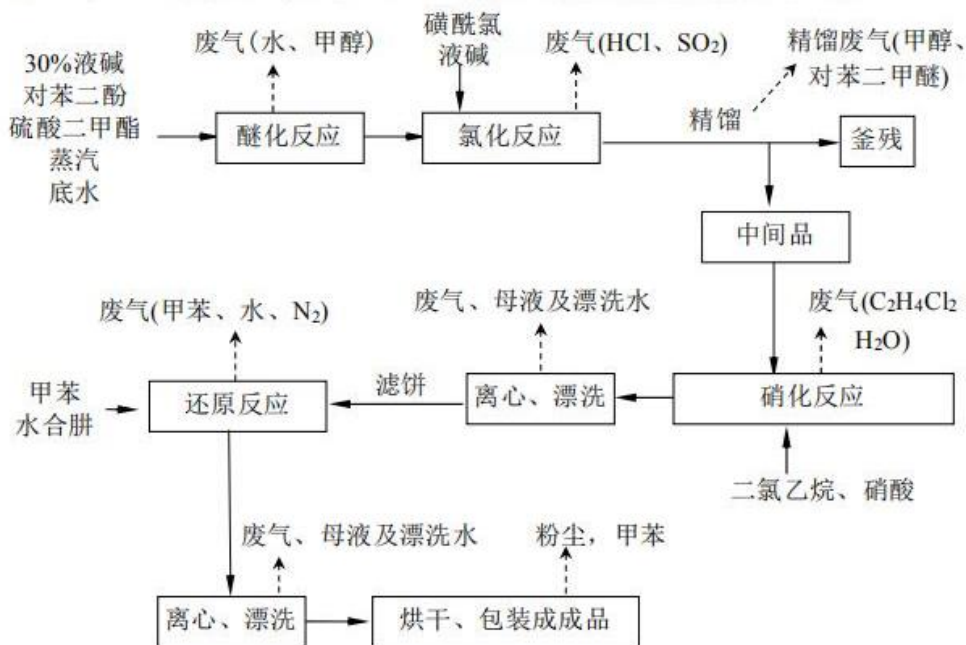 30%液碱
对苯二酚
硫酸二甲酯
蒸汽
底水
废气(水、甲醇)
醚化反应
磺酰氯
液碱
废气(HCl、SO₂)
氯化反应
精馏
精馏废气(甲醇、
对苯二甲醚)
釜残
中间品
废气(C₂H₄Cl₂
H₂O)
硝化反应
二氯乙烷、硝酸
废气、母液及漂洗水
离心、漂洗
滤饼
废气(甲苯、水、N₂)
还原反应
甲苯
水合肼
废气、母液及漂洗水
离心、漂洗
粉尘，甲苯
烘干、包装成成品